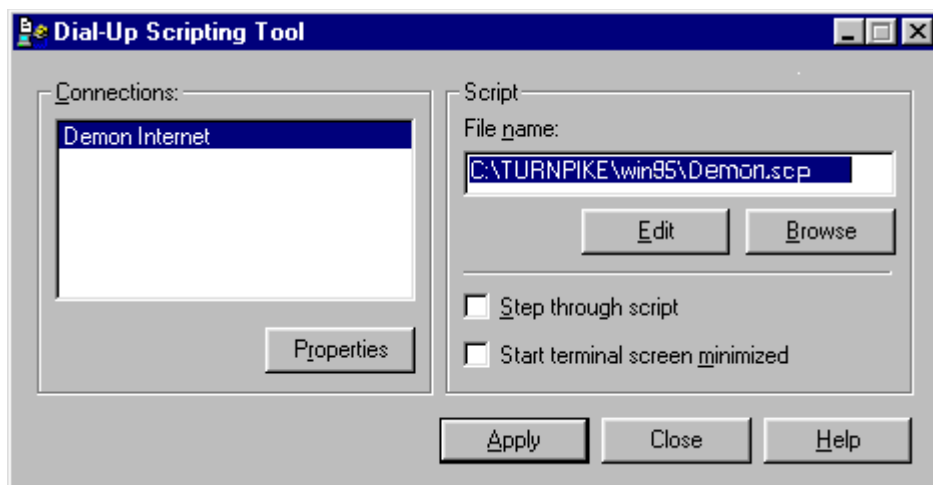 Dial-Up Scripting Tool
Connections:
Demon Internet
Properties
Script
File name:
C:\TURNPIKE\win95\Demon.scp
Edit
Browse
Step through script
Start terminal screen minimized
Apply
Close
Help